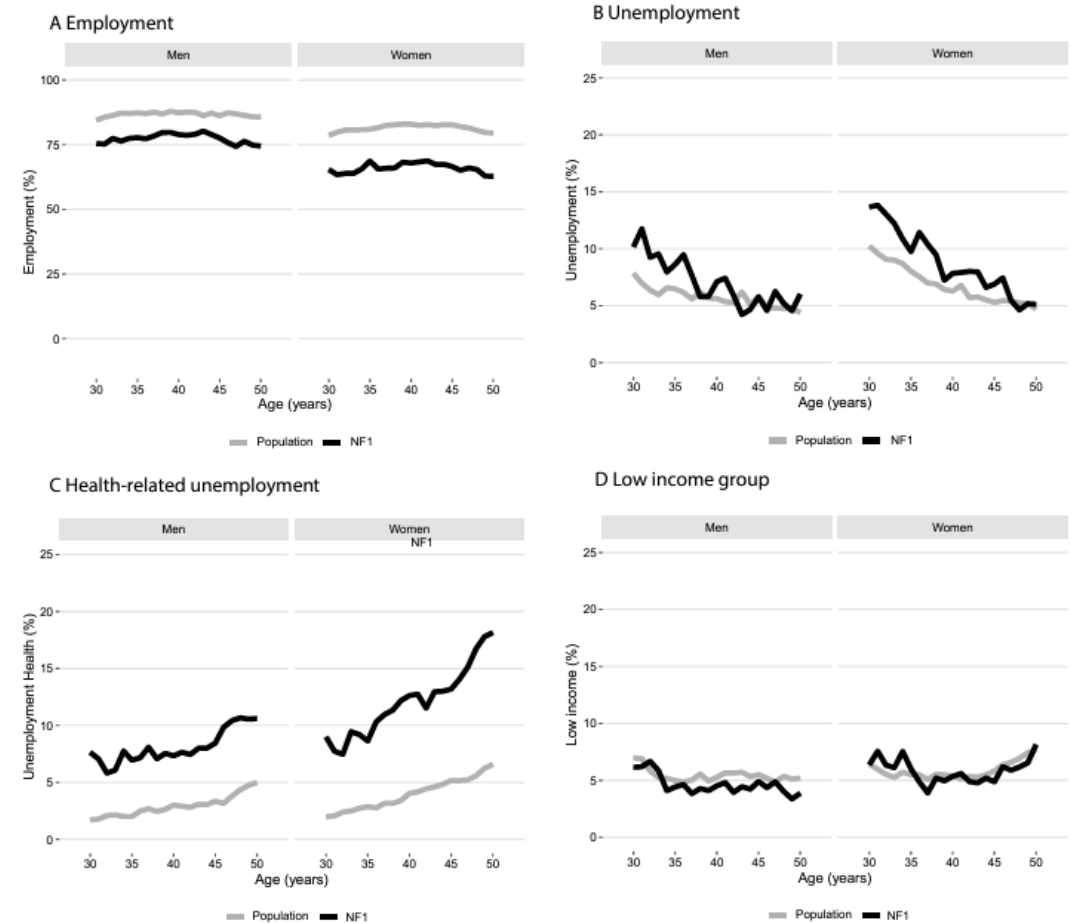 A Employment
Men Women
100
75
50
25
0
Employment (%)
30 35 40 45 50 30 35 40 45 50
Age (years)
Population NF1
B Unemployment
Men Women
25
20
15
10
5
0
Unemployment (%)
30 35 40 45 50 30 35 40 45 50
Age (years)
Population NF1
C Health-related unemployment
Men Women
NF1
25
20
15
10
5
0
Unemployment Health (%)
30 35 40 45 50 30 35 40 45 50
Age (years)
Population NF1
D Low income group
Men Women
25
20
15
10
5
0
Low income (%)
30 35 40 45 50 30 35 40 45 50
Age (years)
Population NF1